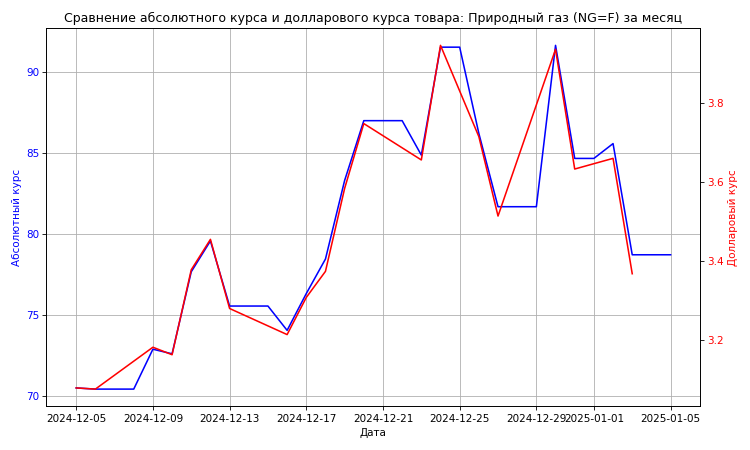 Сравнение абсолютного курса и долларового курса товара: Природный газ (NG=F) за месяц
90
85
80
75
70
Абсолютный курс
3.8
3.6
3.4
3.2
Долларовый курс
2024-12-05 2024-12-09 2024-12-13 2024-12-17 2024-12-21 2024-12-25 2024-12-29 2025-01-01 2025-01-05
Дата